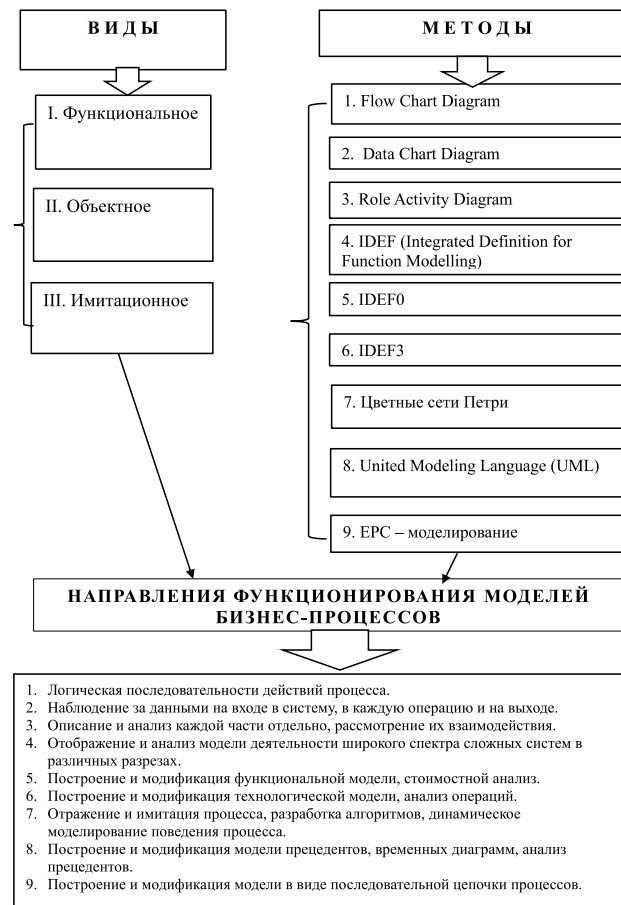 ВИДЫ
МЕТОДЫ
I. Функциональное
II. Объектное
III. Имитационное
1. Flow Chart Diagram
2. Data Chart Diagram
3. Role Activity Diagram
4. IDEF (Integrated Definition for
Function Modelling)
5. IDEF0
6. IDEF3
7. Цветные сети Петри
8. United Modeling Language (UML)
9. EPC – моделирование
НАПРАВЛЕНИЯ ФУНКЦИОНИРОВАНИЯ МОДЕЛЕЙ
БИЗНЕС-ПРОЦЕССОВ
1. Логическая последовательности действий процесса.
2. Наблюдение за данными на входе в систему, в каждую операцию и на выходе.
3. Описание и анализ каждой части отдельно, рассмотрение их взаимодействия.
4. Отображение и анализ модели деятельности широкого спектра сложных систем в
различных разрезах.
5. Построение и модификация функциональной модели, стоимостной анализ.
6. Построение и модификация технологической модели, анализ операций.
7. Отражение и имитация процесса, разработка алгоритмов, динамическое
моделирование поведения процесса.
8. Построение и модификация модели прецедентов, временных диаграмм, анализ
прецедентов.
9. Построение и модификация модели в виде последовательной цепочки процессов.